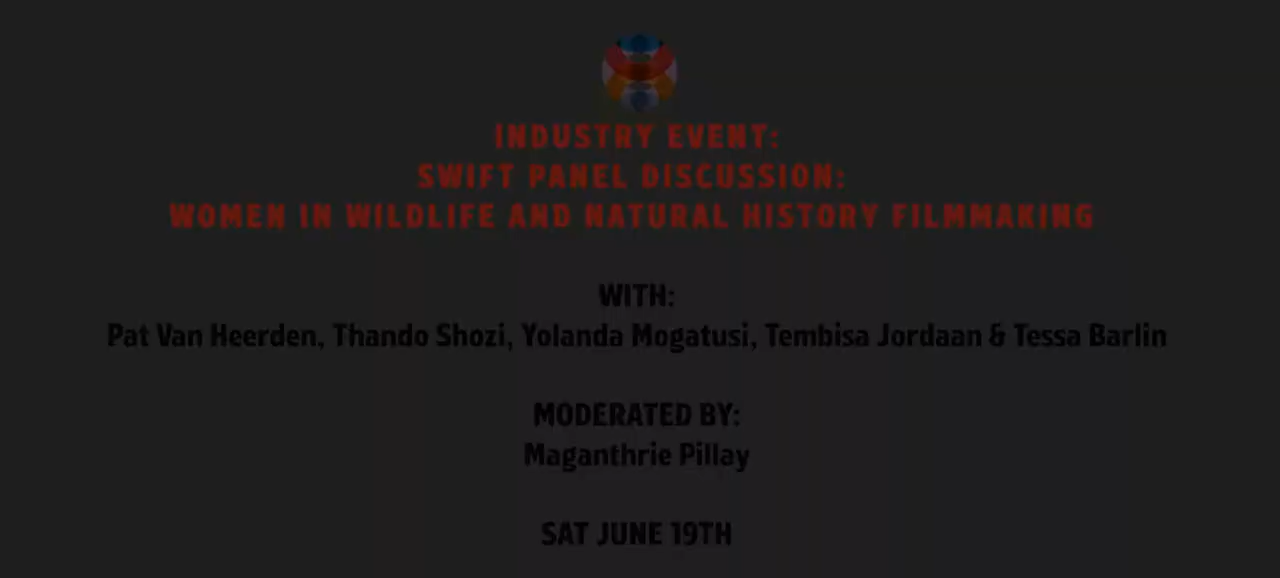 INDUSTRY EVENT:
SWIFT PANEL DISCUSSION:
WOMEN IN WILDLIFE AND NATURAL HISTORY FILMMAKING
WITH:
Pat Van Heerden, Thando Shozi, Yolanda Mogatusi, Tembisa Jordaan & Tessa Barlin
MODERATED BY:
Maganthrie Pillay
SAT JUNE 19TH